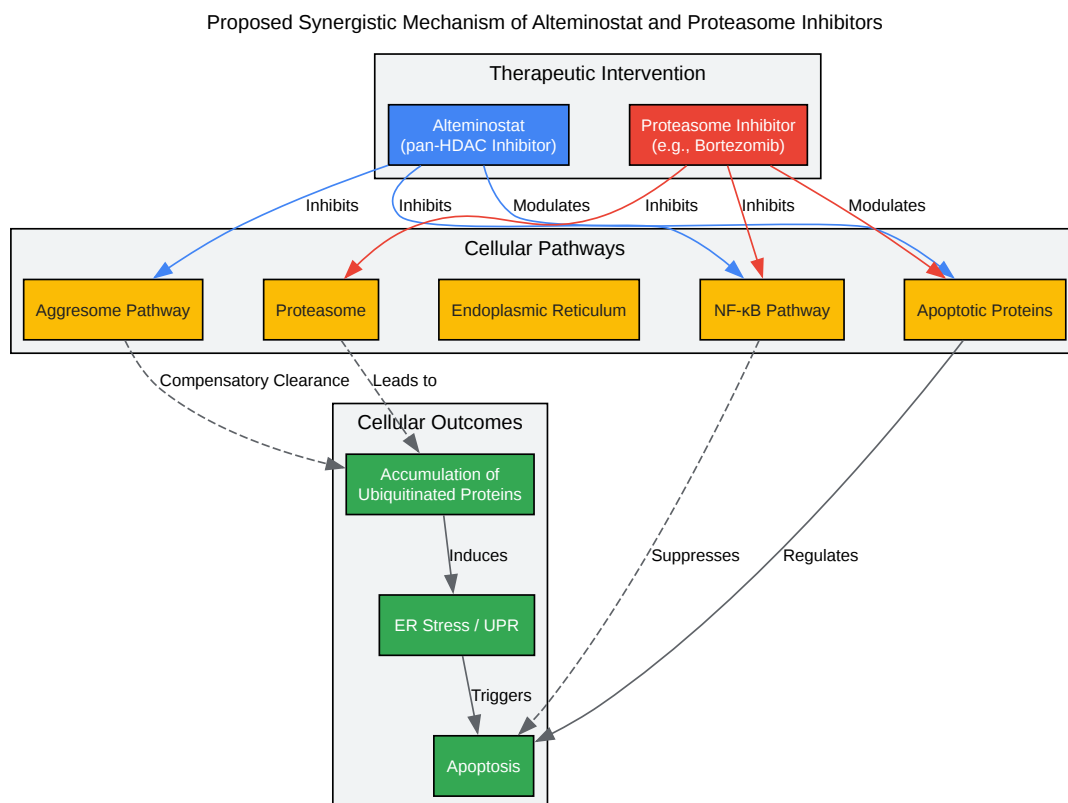 Proposed Synergistic Mechanism of Alteminostat and Proteasome Inhibitors
Therapeutic Intervention
Alteminostat
(pan-HDAC Inhibitor)
Proteasome Inhibitor
(e.g., Bortezomib)
Inhibits
Inhibits
Modulates
Inhibits
Inhibits
Modulates
Cellular Pathways
Aggresome Pathway
Proteasome
Endoplasmic Reticulum
NF-κB Pathway
Apoptotic Proteins
Compensatory Clearance
Leads to
Cellular Outcomes
Accumulation of
Ubiquitinated Proteins
Induces
Suppresses
Regulates
ER Stress / UPR
Triggers
Apoptosis